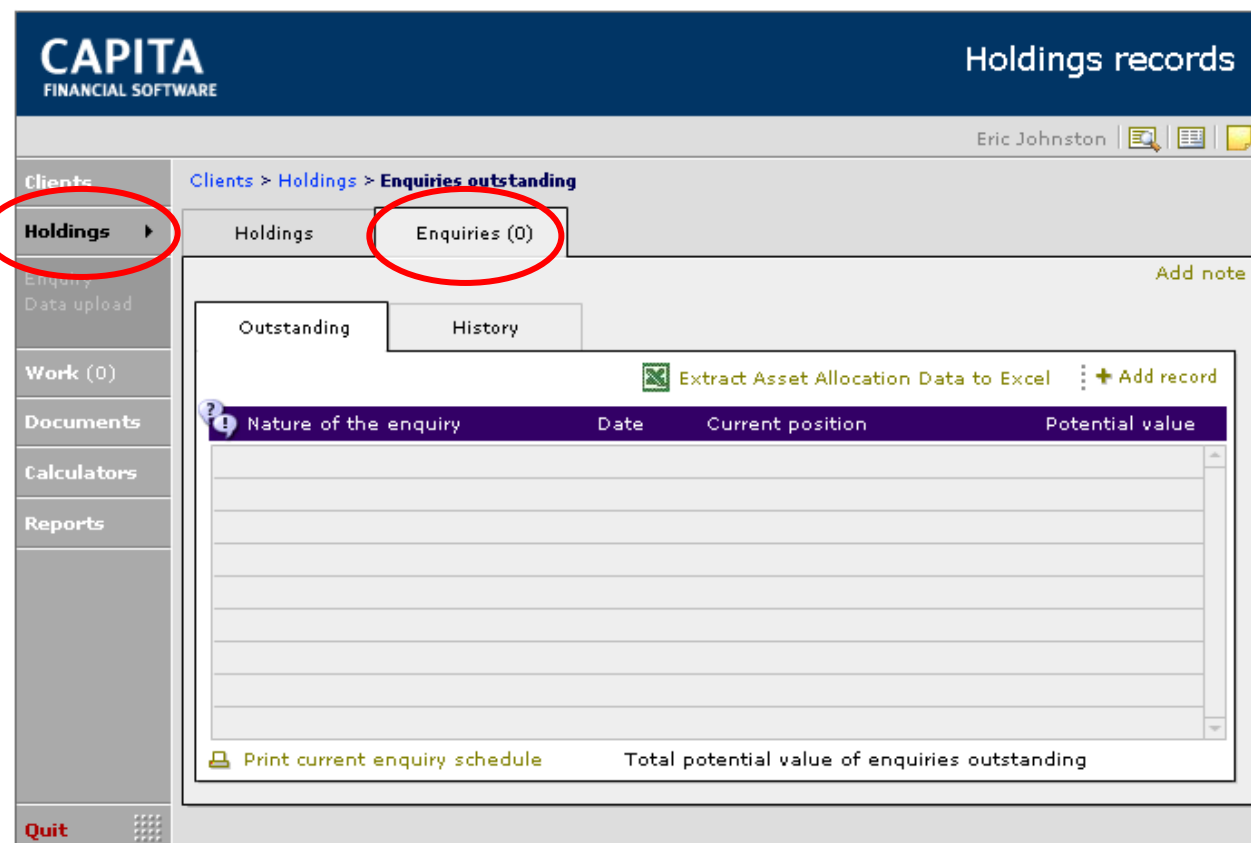 CAPITA
FINANCIAL SOFTWARE
Holdings records
Eric Johnston
Clients
Clients > Holdings > Enquiries outstanding
Holdings
Holdings
Enquiries (0)
Enquiry
Data upload
Add note
Outstanding
History
Work (0)
Extract Asset Allocation Data to Excel
+ Add record
Documents
Nature of the enquiry Date Current position Potential value
Calculators
Reports
Print current enquiry schedule
Total potential value of enquiries outstanding
Quit